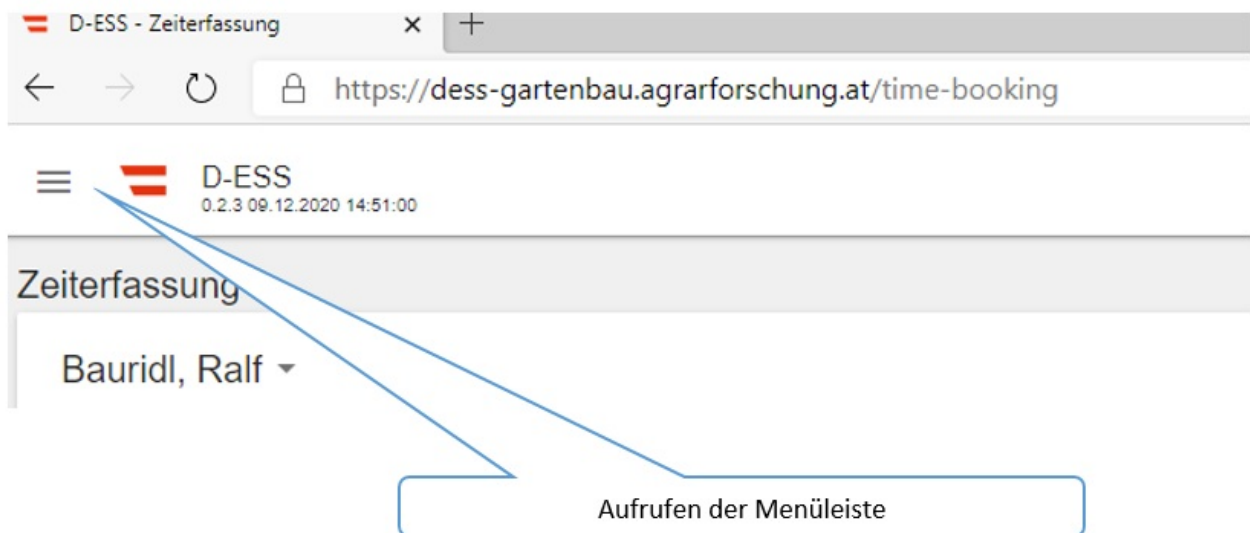 D-ESS - Zeiterfassung
https://dess-gartenbau.agrarforschung.at/time-booking
D-ESS
0.2.3 09.12.2020 14:51:00
Zeiterfassung
Bauridl, Ralf
Aufrufen der Menüleiste